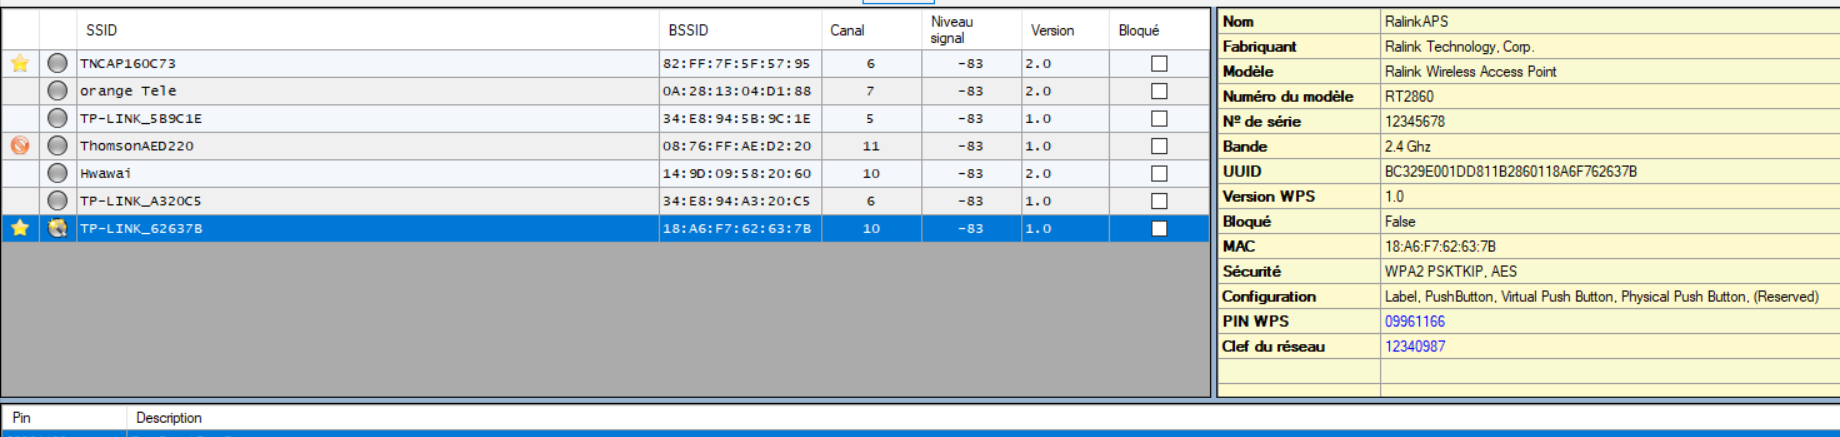 SSID BSSID Canal Niveau signal Version Bloqué
TNCAP160C73 82:FF:7F:5F:57:95 6 -83 2.0
orange Tele 0A:28:13:04:D1:88 7 -83 2.0
TP-LINK_5B9C1E 34:E8:94:5B:9C:1E 5 -83 1.0
ThomsonAED220 08:76:FF:AE:D2:20 11 -83 1.0
Hwawai 14:9D:09:58:20:60 10 -83 2.0
TP-LINK_A320C5 34:E8:94:A3:20:C5 6 -83 1.0
TP-LINK_62637B 18:A6:F7:62:63:7B 10 -83 1.0
Nom RalinkAPS
Fabriquant Ralink Technology, Corp.
Modèle Ralink Wireless Access Point
Numéro du modèle RT2860
Nº de série 12345678
Bande 2.4 Ghz
UUID BC329E001DD811B2860118A6F762637B
Version WPS 1.0
Bloqué False
MAC 18:A6:F7:62:63:7B
Sécurité WPA2 PSKTKIP, AES
Configuration Label, PushButton, Virtual Push Button, Physical Push Button, (Reserved)
PIN WPS 09961166
Clef du réseau 12340987
Pin Description